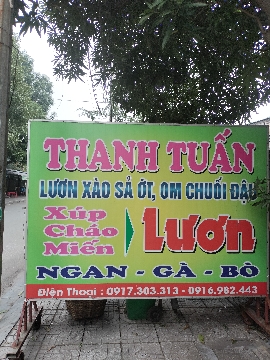 THANH TUẤN
LƯƠN XÀO SẢ ỚT, OM CHUỐI ĐẬU
Xúp
Cháo
Miến
Lươn
NGAN - GÀ - BÒ
Điện Thoại : 0917.303.313 - 0916.982.443